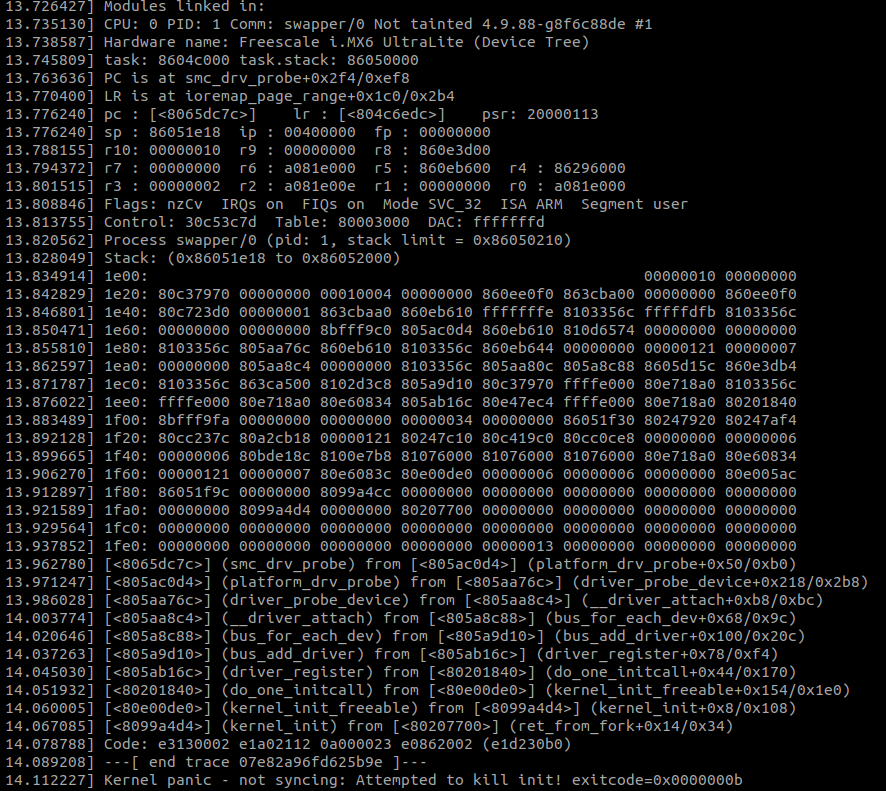 13.726427] Modules linked in:
13.735130] CPU: 0 PID: 1 Comm: swapper/0 Not tainted 4.9.88-g8f6c88de #1
13.738587] Hardware name: Freescale i.MX6 UltraLite (Device Tree)
13.745809] task: 8604c000 task.stack: 86050000
13.763636] PC is at smc_drv_probe+0x2f4/0xef8
13.770400] LR is at ioremap_page_range+0x1c0/0x2b4
13.776240] pc : [<8065dc7c>]    lr : [<804c6edc>]    psr: 20000113
13.776240] sp : 86051e18  ip : 00400000  fp : 00000000
13.788155] r10: 00000010  r9 : 00000000  r8 : 860e3d00
13.794372] r7 : 00000000  r6 : a081e000  r5 : 860eb600  r4 : 86296000
13.801515] r3 : 00000002  r2 : a081e00e  r1 : 00000000  r0 : a081e000
13.808846] Flags: nzCv  IRQs on  FIQs on  Mode SVC_32  ISA ARM  Segment user
13.813755] Control: 30c53c7d  Table: 80003000  DAC: fffffffd
13.820562] Process swapper/0 (pid: 1, stack limit = 0x86050210)
13.828049] Stack: (0x86051e18 to 0x86052000)
13.834914] 1e00:                                                       00000010 00000000
13.842829] 1e20: 80c37970 00000000 00010004 00000000 860ee0f0 863cba00 00000000 860ee0f0
13.846801] 1e40: 80c723d0 00000001 863cbaa0 860eb610 fffffffe 8103356c fffffdfb 8103356c
13.850471] 1e60: 00000000 00000000 8bfff9c0 805ac0d4 860eb610 810d6574 00000000 00000000
13.855810] 1e80: 8103356c 805aa76c 860eb610 8103356c 860eb644 00000000 00000121 00000007
13.862597] 1ea0: 00000000 805aa8c4 00000000 8103356c 805aa80c 805a8c88 8605d15c 860e3db4
13.871787] 1ec0: 8103356c 863ca500 8102d3c8 805a9d10 80c37970 ffffe000 80e718a0 8103356c
13.876022] 1ee0: ffffe000 80e718a0 80e60834 805ab16c 80e47ec4 ffffe000 80e718a0 80201840
13.883489] 1f00: 8bfff9fa 00000000 00000000 00000034 00000000 86051f30 80247920 80247af4
13.892128] 1f20: 80cc237c 80a2cb18 00000121 80247c10 80c419c0 80cc0ce8 00000000 00000006
13.899665] 1f40: 00000006 80bde18c 8100e7b8 81076000 81076000 81076000 80e718a0 80e60834
13.906270] 1f60: 00000121 00000007 80e6083c 80e00de0 00000006 00000006 00000000 80e005ac
13.912897] 1f80: 86051f9c 00000000 8099a4cc 00000000 00000000 00000000 00000000 00000000
13.921589] 1fa0: 00000000 8099a4d4 00000000 80207700 00000000 00000000 00000000 00000000
13.929564] 1fc0: 00000000 00000000 00000000 00000000 00000000 00000000 00000000 00000000
13.937852] 1fe0: 00000000 00000000 00000000 00000000 00000013 00000000 00000000 00000000
13.962780] [<8065dc7c>] (smc_drv_probe) from [<805ac0d4>] (platform_drv_probe+0x50/0xb0)
13.971247] [<805ac0d4>] (platform_drv_probe) from [<805aa76c>] (driver_probe_device+0x218/0x2b8)
13.986028] [<805aa76c>] (driver_probe_device) from [<805aa8c4>] (__driver_attach+0xb8/0xbc)
14.003774] [<805aa8c4>] (__driver_attach) from [<805a8c88>] (bus_for_each_dev+0x68/0x9c)
14.020646] [<805a8c88>] (bus_for_each_dev) from [<805a9d10>] (bus_add_driver+0x100/0x20c)
14.037263] [<805a9d10>] (bus_add_driver) from [<805ab16c>] (driver_register+0x78/0xf4)
14.045030] [<805ab16c>] (driver_register) from [<80201840>] (do_one_initcall+0x44/0x170)
14.051932] [<80201840>] (do_one_initcall) from [<80e00de0>] (kernel_init_freeable+0x154/0x1e0)
14.060005] [<80e00de0>] (kernel_init_freeable) from [<8099a4d4>] (kernel_init+0x8/0x108)
14.067085] [<8099a4d4>] (kernel_init) from [<80207700>] (ret_from_fork+0x14/0x34)
14.078788] Code: e3130002 e1a02112 0a000023 e0862002 (e1d230b0)
14.089208] ---[ end trace 07e82a96fd625b9e ]---
14.112227] Kernel panic - not syncing: Attempted to kill init! exitcode=0x0000000b